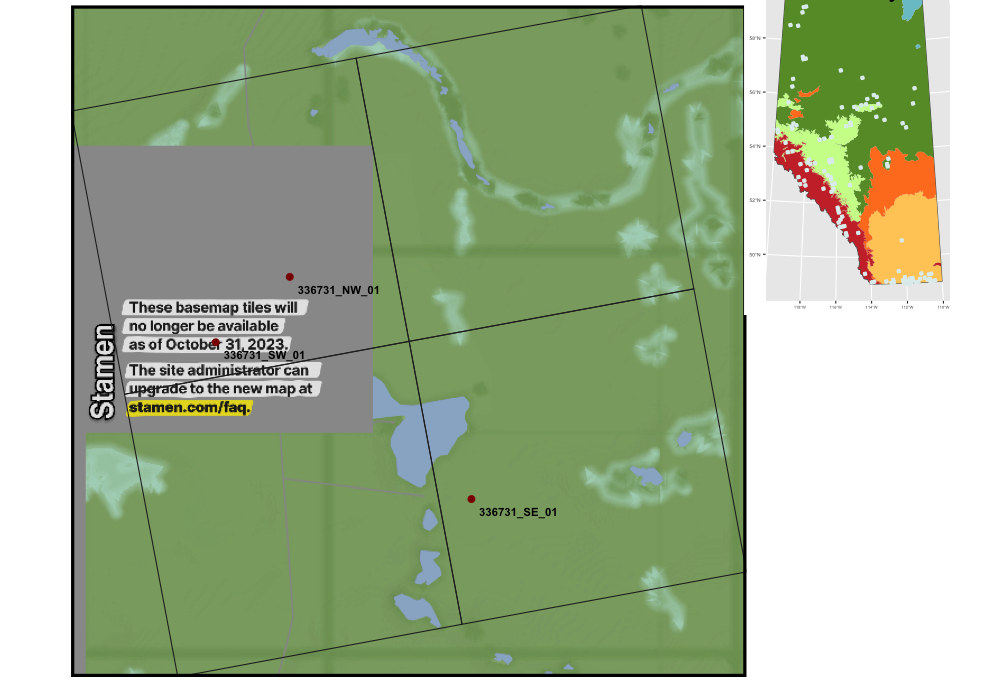 336731_NW_01
These basemap tiles will
no longer be available
as of October 31, 2023.
336731_SW_01
The site administrator can
upgrade to the new map at
stamen.com/faq.
Stamen
336731_SE_01
58°N
56°N
54°N
52°N
50°N
118°W
116°W
114°W
112°W
110°W